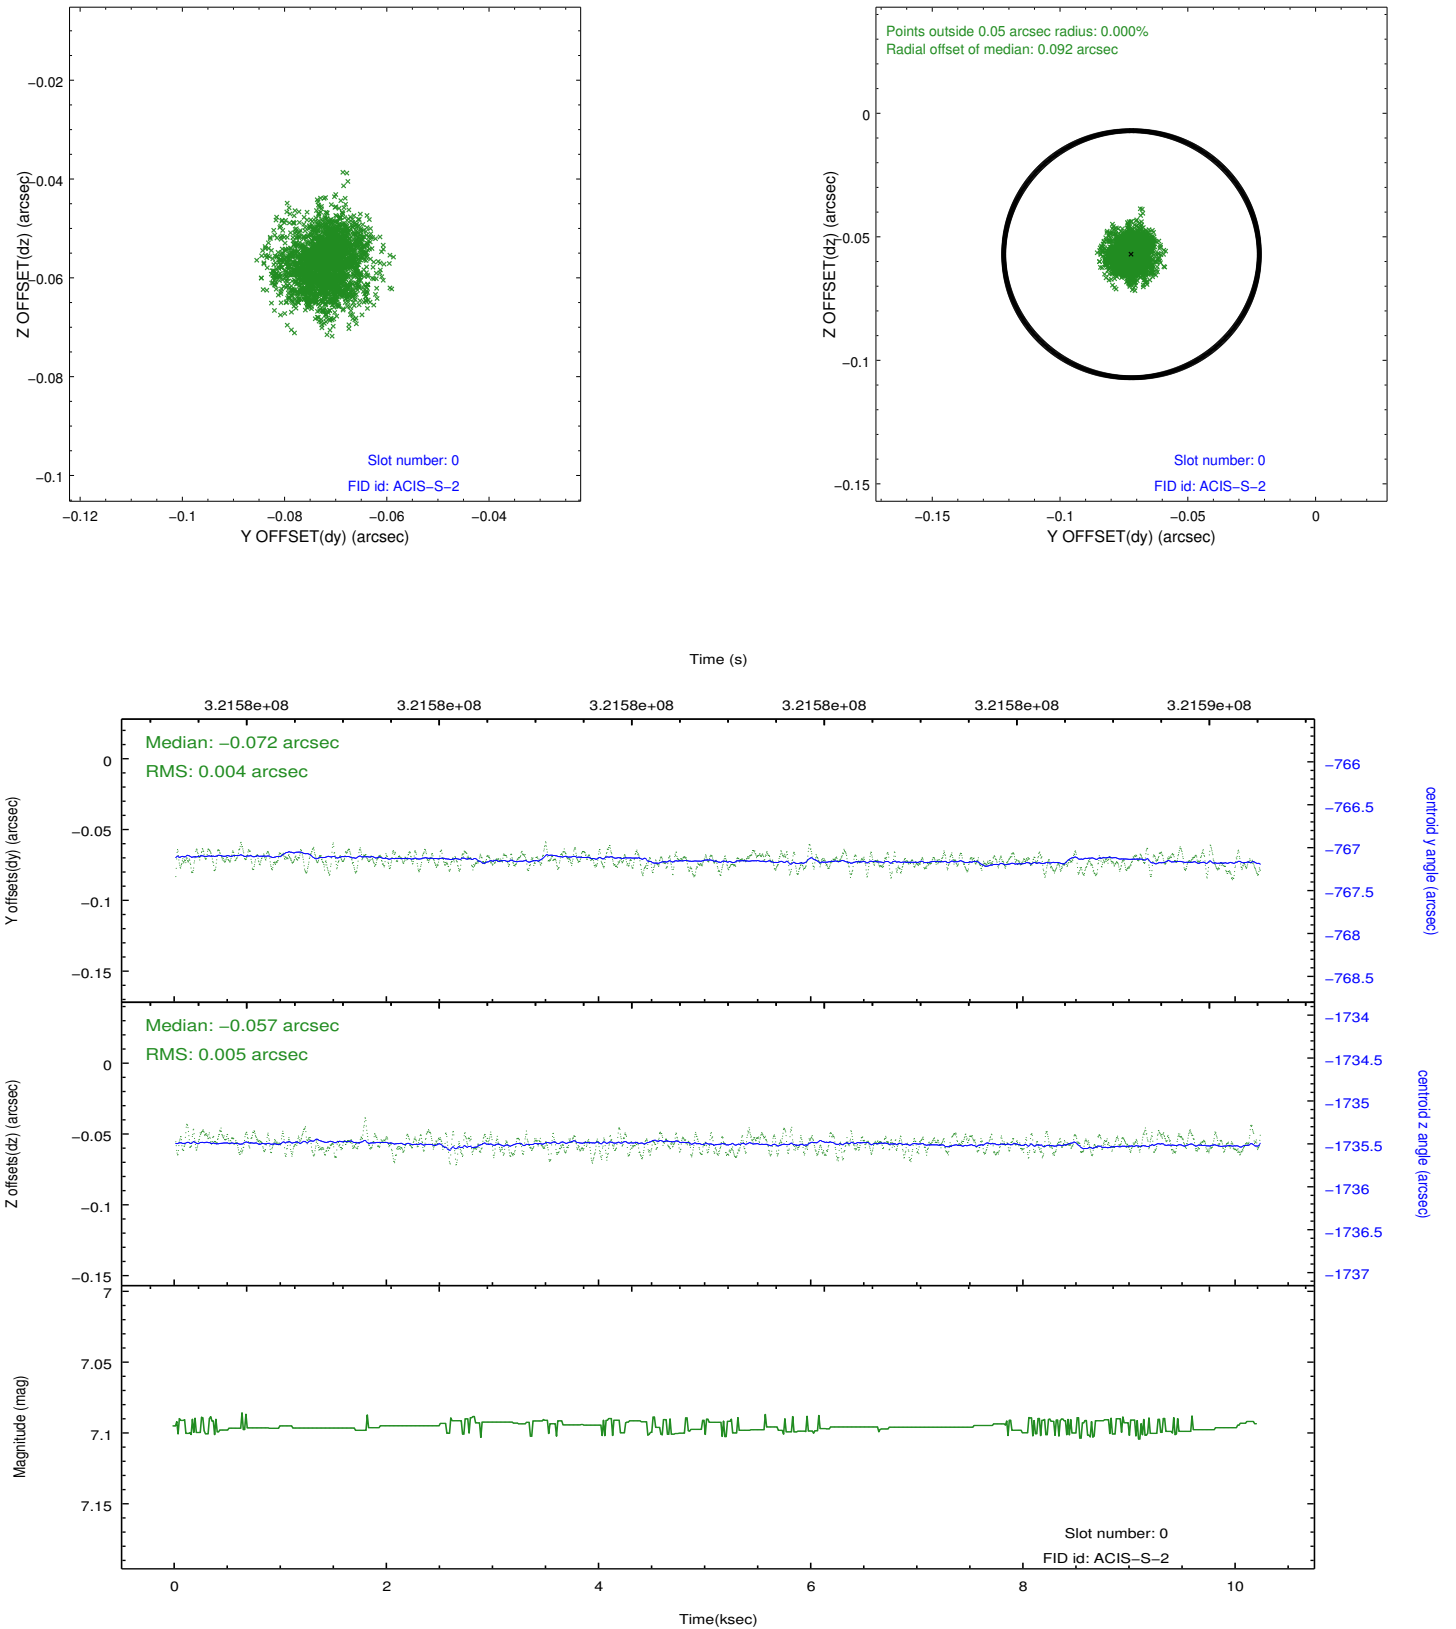 −0.02
−0.04
−0.06
−0.08
−0.1
Z OFFSET(dz) (arcsec)
Slot number: 0
FID id: ACIS−S−2
−0.12
−0.1
−0.08
−0.06
−0.04
Y OFFSET(dy) (arcsec)
Points outside 0.05 arcsec radius: 0.000%
Radial offset of median: 0.092 arcsec
0
−0.05
−0.1
−0.15
Z OFFSET(dz) (arcsec)
Slot number: 0
FID id: ACIS−S−2
−0.15
−0.1
−0.05
0
Y OFFSET(dy) (arcsec)
Time (s)
3.2158e+08
3.2158e+08
3.2158e+08
3.2158e+08
3.2158e+08
3.2159e+08
Median: −0.072 arcsec
RMS: 0.004 arcsec
0
−0.05
−0.1
−0.15
Y offsets(dy) (arcsec)
−766
−766.5
−767
−767.5
−768
−768.5
centroid y angle (arcsec)
Median: −0.057 arcsec
RMS: 0.005 arcsec
0
−0.05
−0.1
−0.15
Z offsets(dz) (arcsec)
−1734
−1734.5
−1735
−1735.5
−1736
−1736.5
−1737
centroid z angle (arcsec)
7
7.05
7.1
7.15
Magnitude (mag)
Slot number: 0
FID id: ACIS−S−2
0
2
4
6
8
10
Time(ksec)